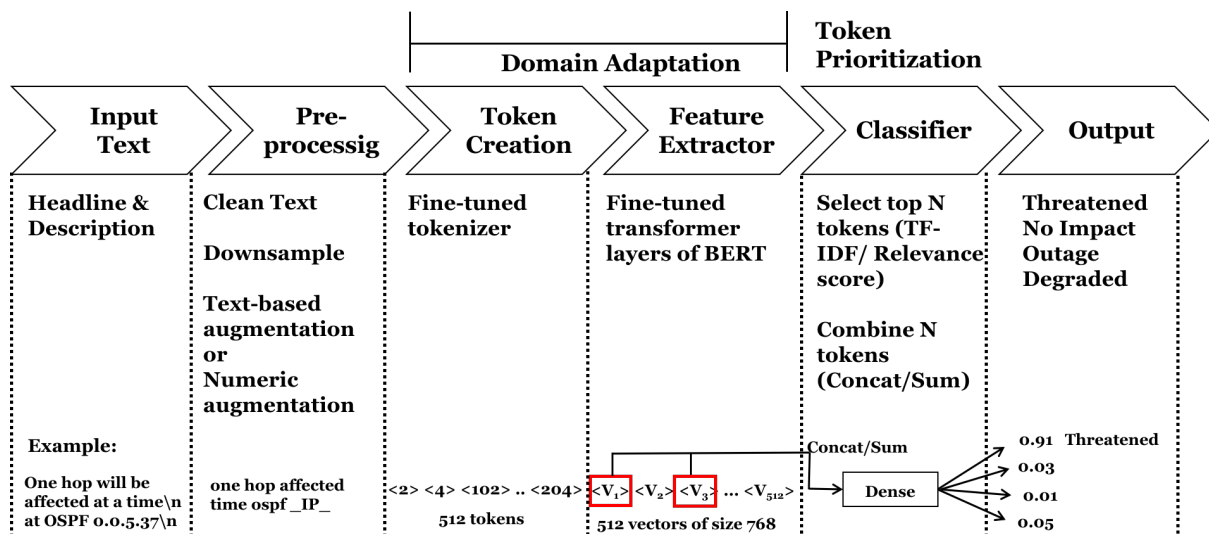 Domain Adaptation
Token
Prioritization
Input
Text
Pre-
processig
Token
Creation
Feature
Extractor
Classifier
Output
Headline &
Description
Clean Text
Downsample
Text-based
augmentation
or
Numeric
augmentation
Fine-tuned
tokenizer
Fine-tuned
transformer
layers of BERT
Select top N
tokens (TF-
IDF/ Relevance
score)
Combine N
tokens
(Concat/Sum)
Threatened
No Impact
Outage
Degraded
Example:
One hop will be
affected at a time\n
at OSPF 0.0.5.37\n
one hop affected
time ospf _IP_
<2> <4> <102> .. <204>
512 tokens
<V1> <V2> <V3> ... <V512>
512 vectors of size 768
Concat/Sum
Dense
0.91 Threatened
0.03
0.01
0.05